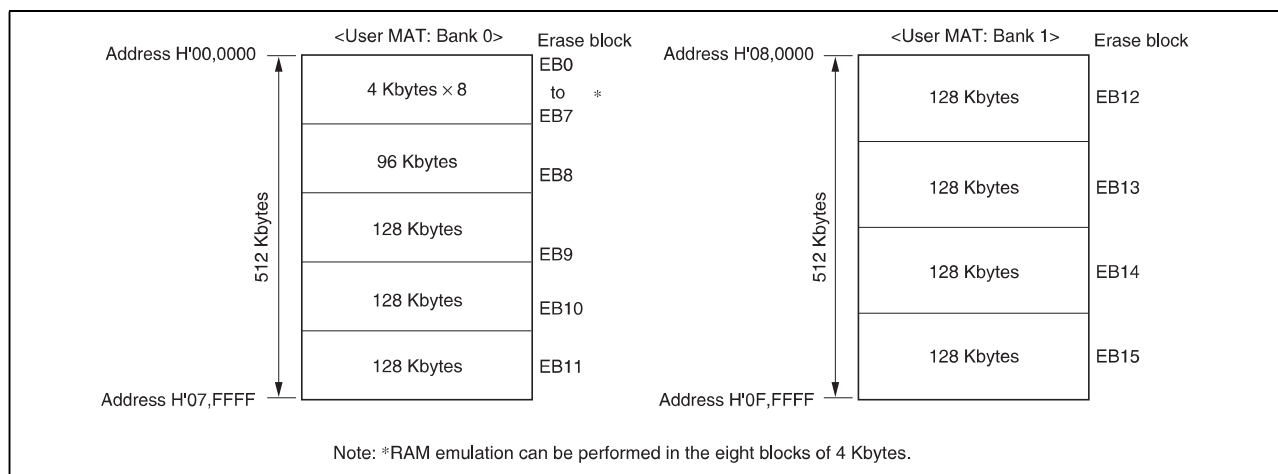 <User MAT: Bank 0>
Erase block
Address H'00,0000
EB0
4 Kbytes × 8
to *
EB7
96 Kbytes
EB8
512 Kbytes
128 Kbytes
EB9
128 Kbytes
EB10
128 Kbytes
EB11
Address H'07,FFFF
<User MAT: Bank 1>
Erase block
Address H'08,0000
128 Kbytes
EB12
128 Kbytes
EB13
512 Kbytes
128 Kbytes
EB14
128 Kbytes
EB15
Address H'0F,FFFF
Note: *RAM emulation can be performed in the eight blocks of 4 Kbytes.